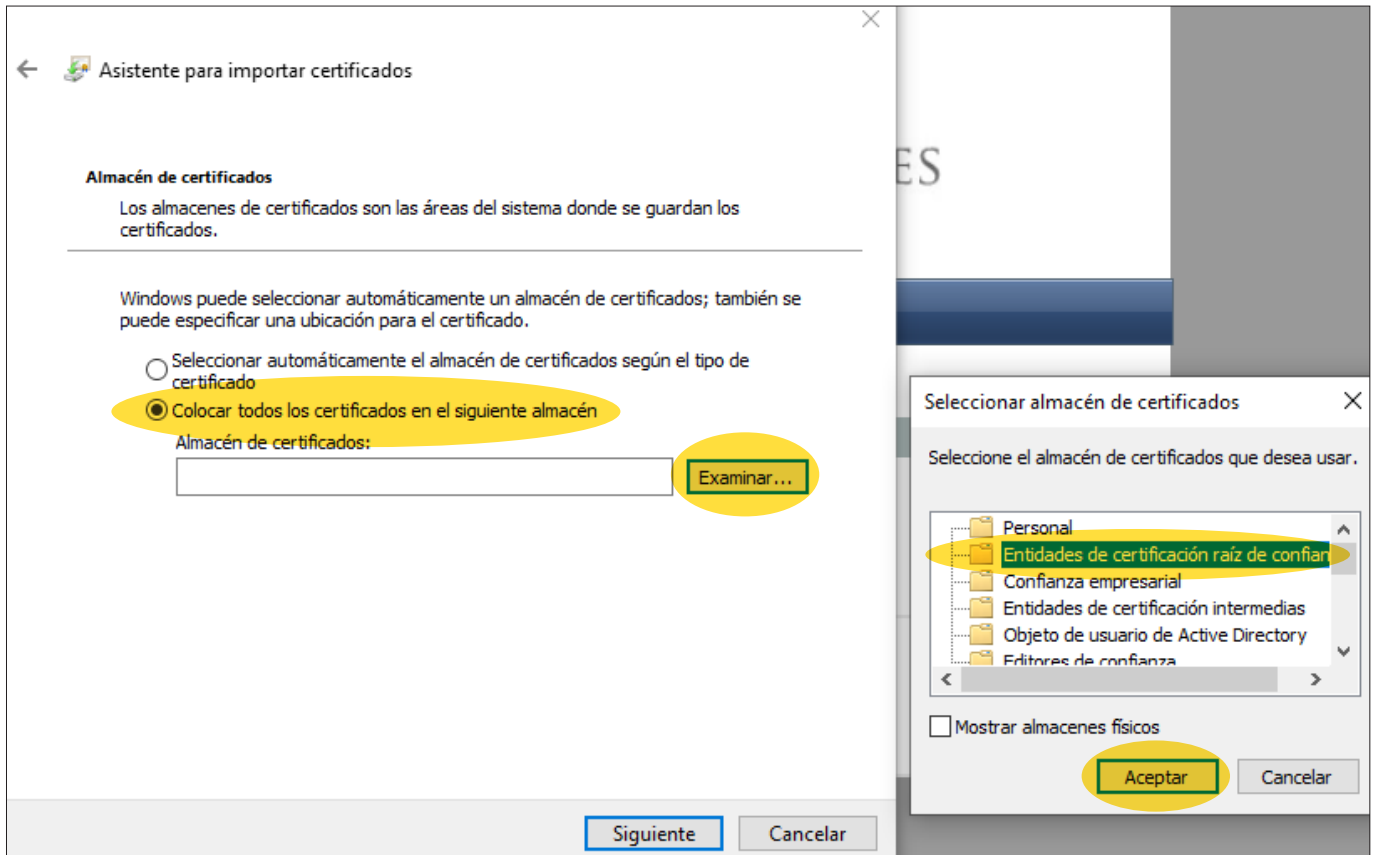 Asistente para importar certificados
Almacén de certificados
Los almacenes de certificados son las áreas del sistema donde se guardan los
certificados.
Windows puede seleccionar automáticamente un almacén de certificados; también se
puede especificar una ubicación para el certificado.
Seleccionar automáticamente el almacén de certificados según el tipo de
certificado
Colocar todos los certificados en el siguiente almacén
Almacén de certificados:
Examinar...
Siguiente
Cancelar
ES
Seleccionar almacén de certificados
Seleccione el almacén de certificados que desea usar.
Personal
Entidades de certificación raíz de confian
Confianza empresarial
Entidades de certificación intermedias
Objeto de usuario de Active Directory
Editores de confianza
Mostrar almacenes físicos
Aceptar
Cancelar